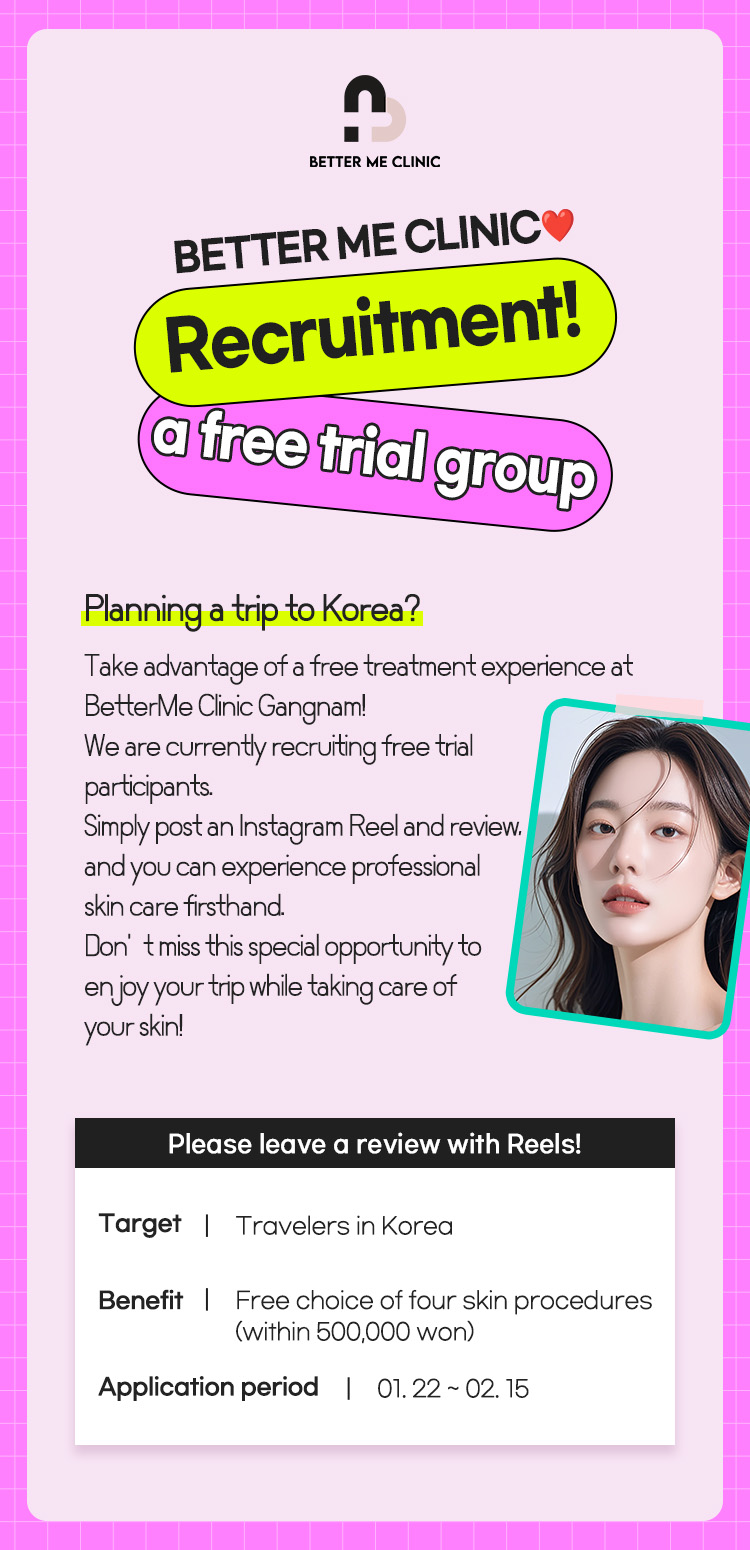 BETTER ME CLINIC
BETTER ME CLINIC❤️
Recruitment!
a free trial group
Planning a trip to Korea?
Take advantage of a free treatment experience at
BetterMe Clinic Gangnam!
We are currently recruiting free trial
participants.
Simply post an Instagram Reel and review,
and you can experience professional
skin care firsthand.
Don't miss this special opportunity to
enjoy your trip while taking care of
your skin!
Please leave a review with Reels!
Target | Travelers in Korea
Benefit | Free choice of four skin procedures
(within 500,000 won)
Application period | 01. 22 ~ 02. 15